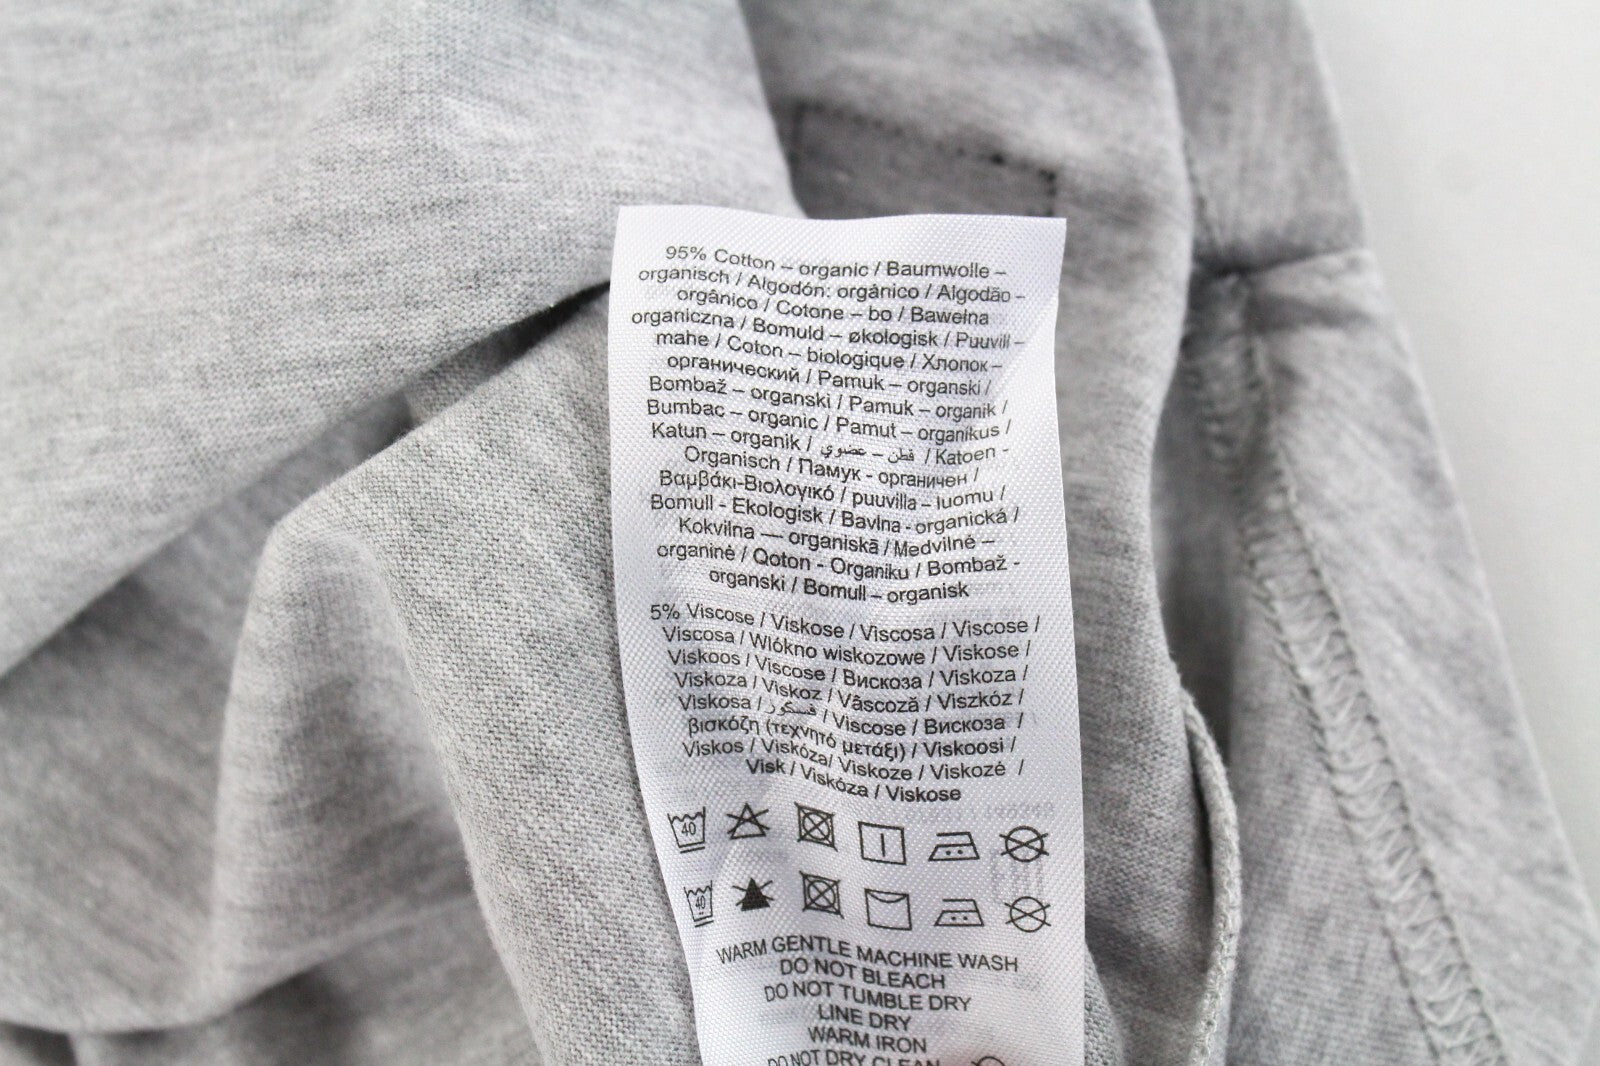 95% Cotton – organic / Baumwolle –
organisch / Algodón: orgánico / Algodão -
orgânico / Cotone – bo / Bawełna
organiczna / Bomuld – økologisk / Puuvill –
mahe / Coton – biologique / Хлопок –
органический / Pamuk – organski /
Bombaž – organski / Pamuk – organik /
Bumbac – organic / Pamut – organikus /
Katun – organik / قطن – عضوي / Katoen -
Organisch / Памук - органичен /
Βαμβάκι-Βιολογικό / puuvilla – luomu /
Bomull - Ekologisk / Bavlna - organická /
Kokvilna — organiskā / Medvilnė –
organinė / Qoton - Organiku / Bombaž -
organski / Bomull – organisk
5% Viscose / Viskose / Viscosa / Viscose /
Viscosa / Wlókno wiskozowe / Viskose /
Viskoos / Viscose / Вискоза / Viskoza /
Viskoza / Viskoz / Vâscoză / Viszkóz /
Viskosa / فسكوز / Viscose / Вискоза /
βισκόζη (τεχνητό μετάξι) / Viskoosi /
Viskos / Viskóza/ Viskoze / Viskozė /
Visk / Viskóza / Viskose
40
40
WARM GENTLE MACHINE WASH
DO NOT BLEACH
DO NOT TUMBLE DRY
LINE DRY
WARM IRON
DO NOT DRY CLEAN